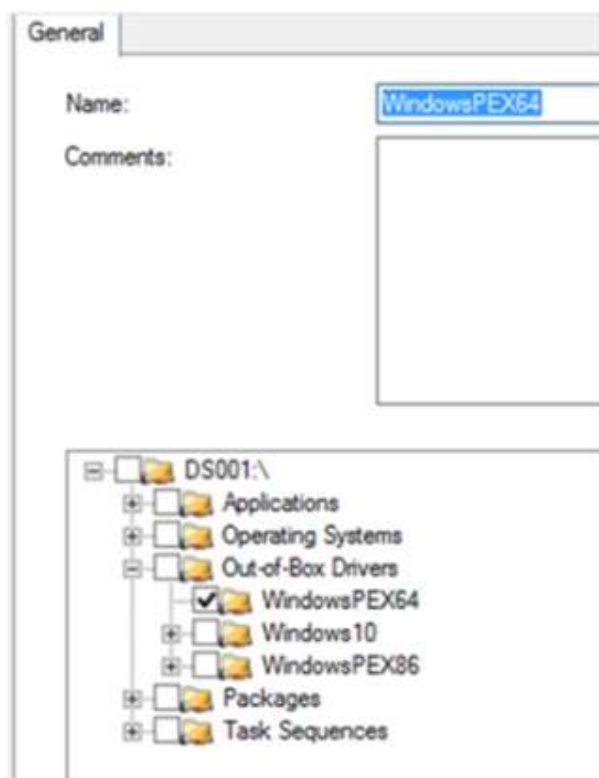 General
Name: WindowsPEX64
Comments:
DS001:\
Applications
Operating Systems
Out-of-Box Drivers
WindowsPEX64
Windows10
WindowsPEX86
Packages
Task Sequences